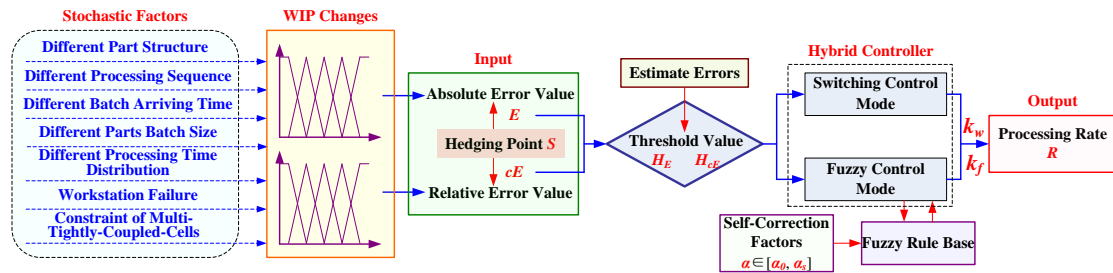 Stochastic Factors
Different Part Structure
Different Processing Sequence
Different Batch Arriving Time
Different Parts Batch Size
Different Processing Time
Distribution
Workstation Failure
Constraint of Multi-
Tightly-Coupled-Cells
WIP Changes
Input
Absolute Error Value
E
Hedging Point S
cE
Relative Error Value
Estimate Errors
Threshold Value
H_E H_cE
Hybrid Controller
Switching Control
Mode
Fuzzy Control
Mode
Self-Correction
Factors
α∈[α₀, αₛ]
Fuzzy Rule Base
k_w
k_f
Output
Processing Rate
R